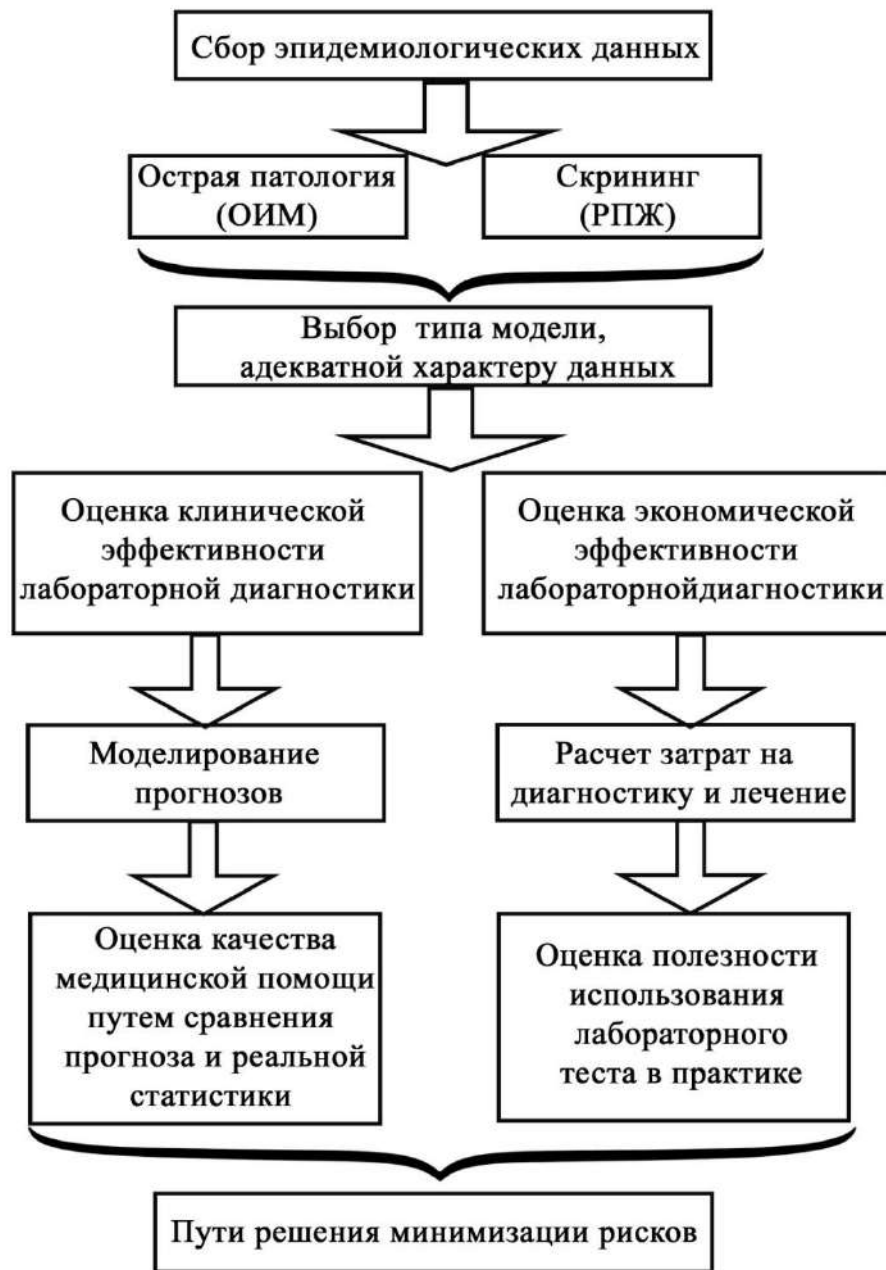 Сбор эпидемиологических данных
Острая патология
(ОИМ)
Скрининг
(РПЖ)
Выбор типа модели,
адекватной характеру данных
Оценка клинической
эффективности
лабораторной диагностики
Оценка экономической
эффективности
лабораторнойдиагностики
Моделирование
прогнозов
Расчет затрат на
диагностику и лечение
Оценка качества
медицинской помощи
путем сравнения
прогноза и реальной
статистики
Оценка полезности
использования
лабораторного
теста в практике
Пути решения минимизации рисков